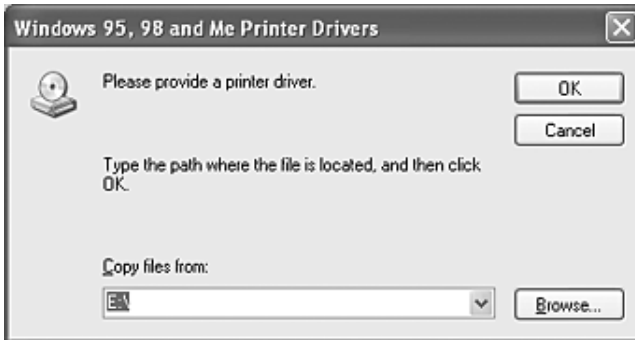 Windows 95, 98 and Me Printer Drivers
Please provide a printer driver.
OK
Cancel
Type the path where the file is located, and then click
OK.
Copy files from:
E:\
Browse...